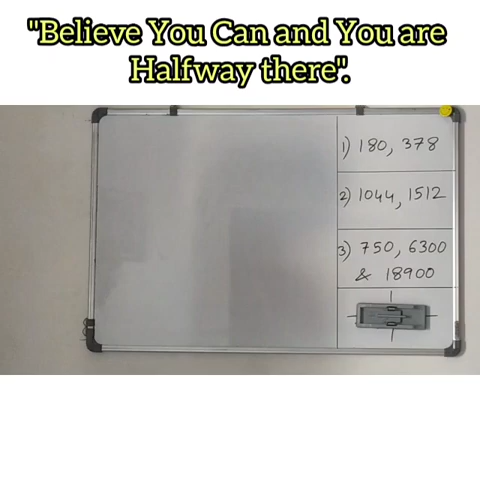 "Believe You Can and You are
Halfway there".
1) 180, 378
2) 1044, 1512
3) 750, 6300
& 18900